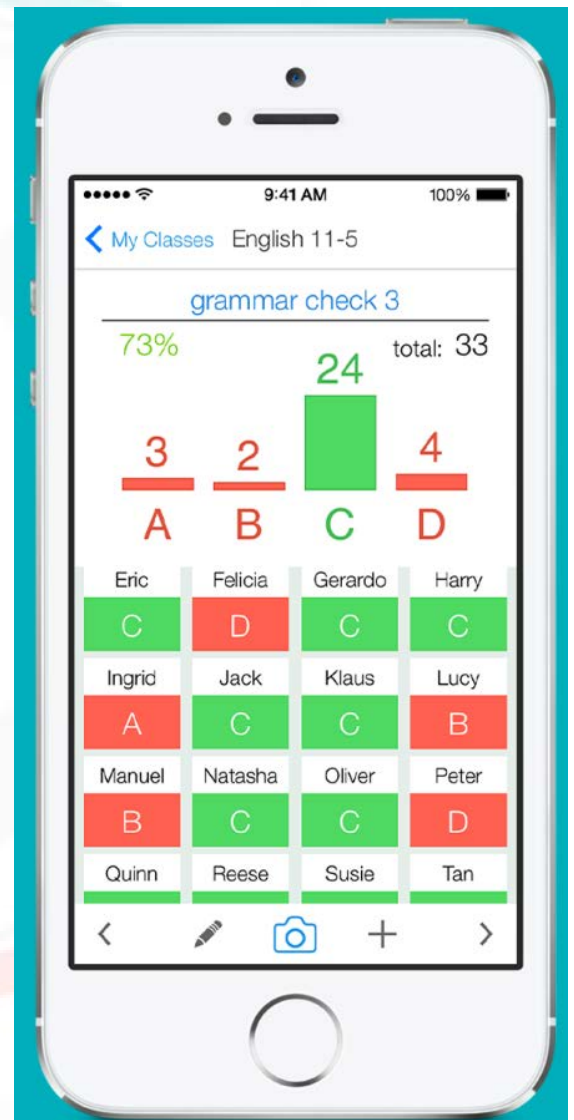 9:41 AM 100%
My Classes English 11-5
grammar check 3
73% total: 33
3 2 24 4
A B C D
Eric Felicia Gerardo Harry
C D C C
Ingrid Jack Klaus Lucy
A C C B
Manuel Natasha Oliver Peter
B C C D
Quinn Reese Susie Tan